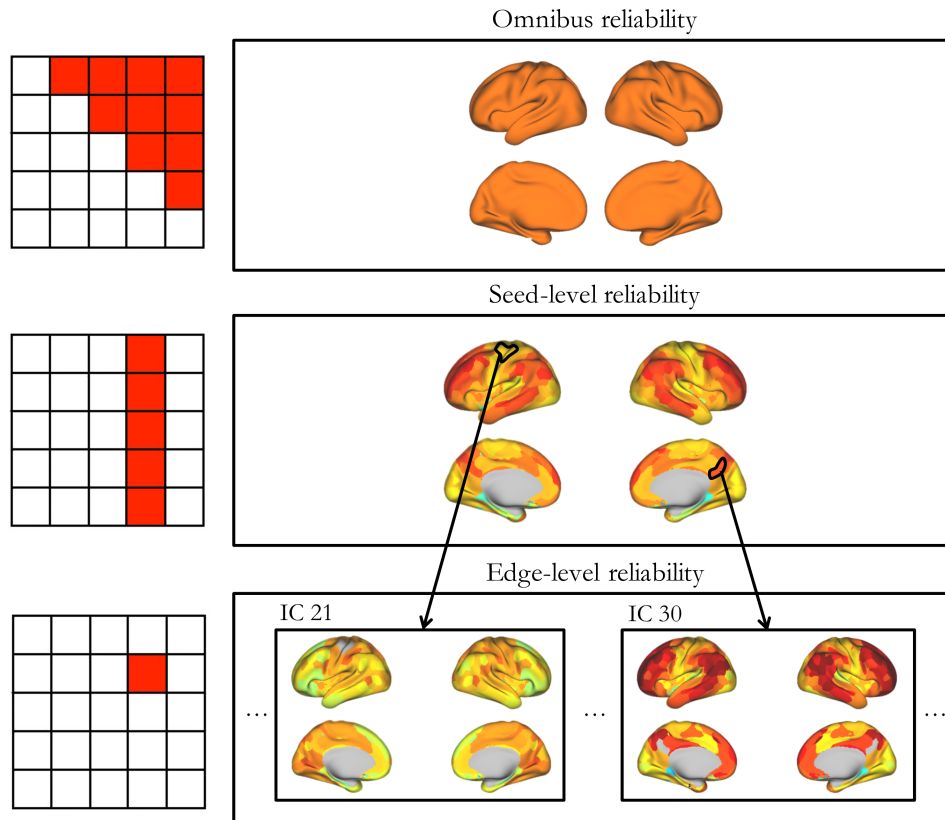 Omnibus reliability
Seed-level reliability
Edge-level reliability
IC 21
IC 30
...
...
...